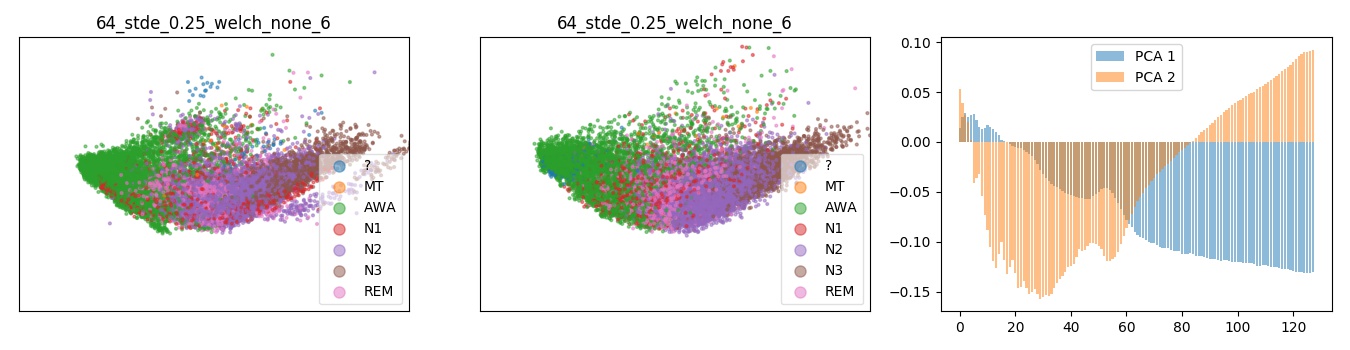 64_stde_0.25_welch_none_6
?
MT
AWA
N1
N2
N3
REM
64_stde_0.25_welch_none_6
?
MT
AWA
N1
N2
N3
REM
PCA 1
PCA 2
0.10
0.05
0.00
−0.05
−0.10
−0.15
0 20 40 60 80 100 120